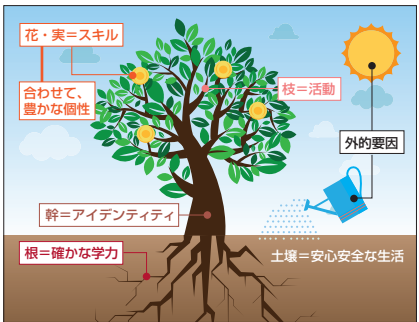 花・実=スキル
合わせて、
豊かな個性
枝=活動
外的要因
幹=アイデンティティ
根=確かな学力
土壌=安心安全な生活